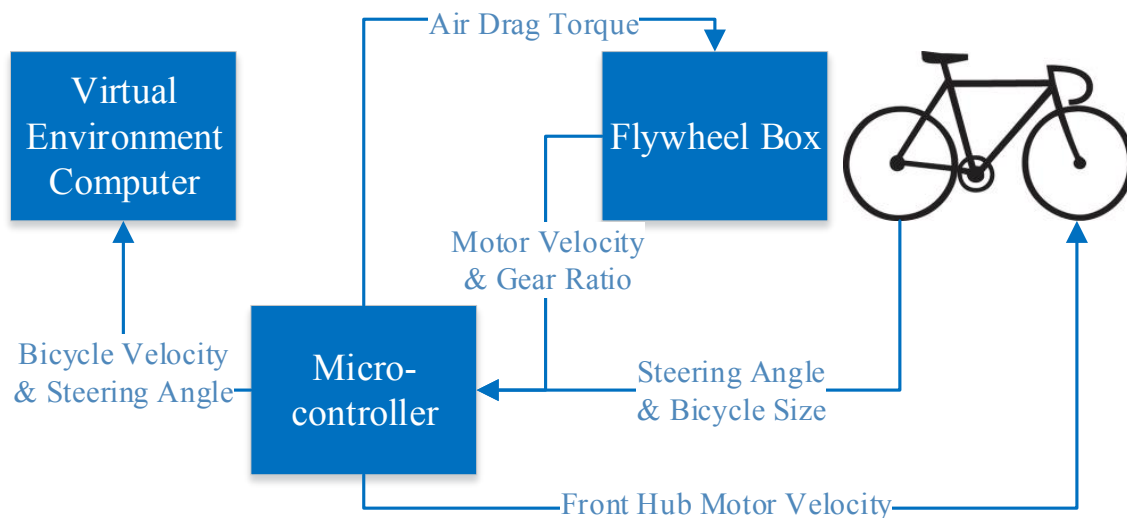 Air Drag Torque
Virtual
Environment
Computer
Flywheel Box
Motor Velocity
& Gear Ratio
Bicycle Velocity
& Steering Angle
Micro-
controller
Steering Angle
& Bicycle Size
Front Hub Motor Velocity